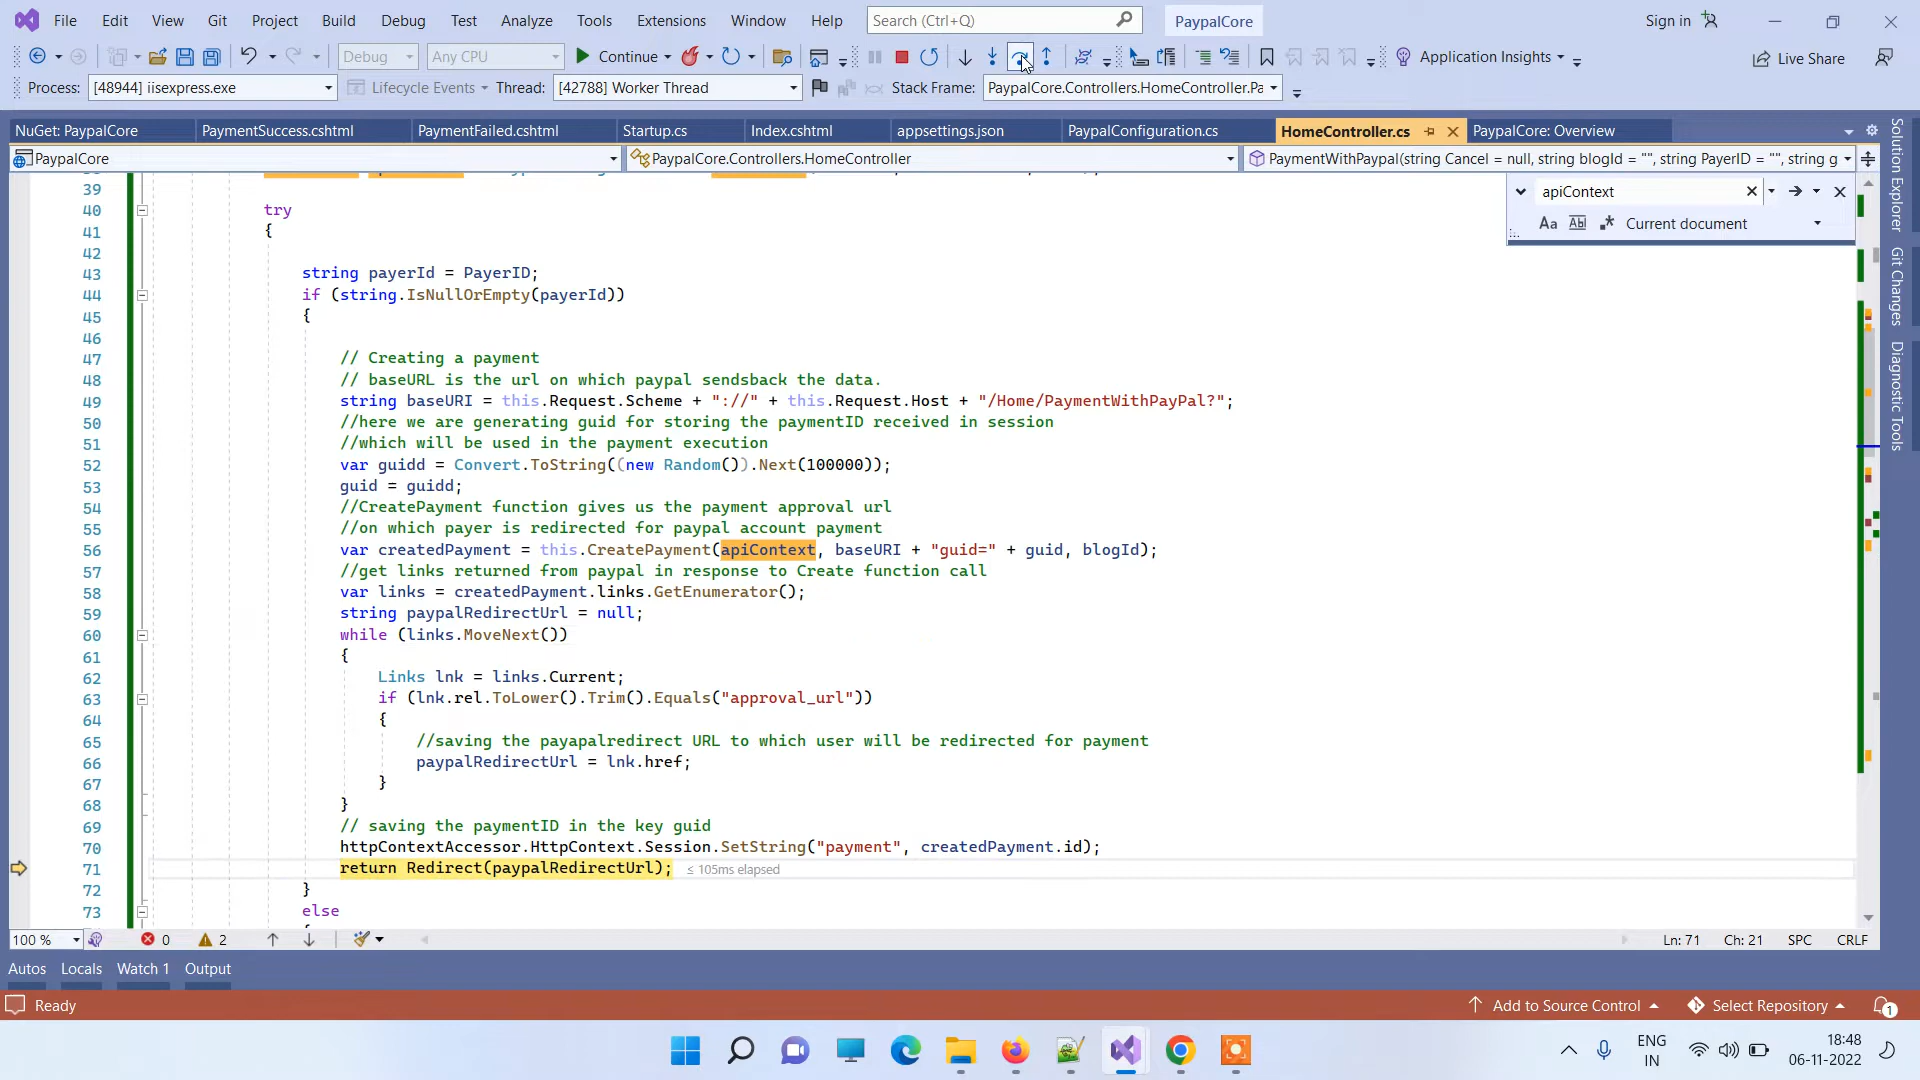 File Edit View Git Project Build Debug Test Analyze Tools Extensions Window Help Search (Ctrl+Q) PaypalCore Sign in
Debug Any CPU Continue Application Insights Live Share
Process: [48944] iisexpress.exe Lifecycle Events Thread: [42788] Worker Thread Stack Frame: PaypalCore.Controllers.HomeController.Pa
NuGet: PaypalCore PaymentSuccess.cshtml PaymentFailed.cshtml Startup.cs Index.cshtml appsettings.json PaypalConfiguration.cs HomeController.cs PaypalCore: Overview
PaypalCore PaypalCore.Controllers.HomeController PaymentWithPaypal(string Cancel = null, string blogId = "", string PayerID = "", string g
apiContext
Aa Abl Current document
Solution Explorer
Git Changes
Diagnostic Tools
39
40 try
41 {
42
43 string payerId = PayerID;
44 if (string.IsNullOrEmpty(payerId))
45 {
46
47 // Creating a payment
48 // baseURL is the url on which paypal sendsback the data.
49 string baseURI = this.Request.Scheme + "://" + this.Request.Host + "/Home/PaymentWithPayPal?";
50 //here we are generating guid for storing the paymentID received in session
51 //which will be used in the payment execution
52 var guidd = Convert.ToString((new Random()).Next(100000));
53 guid = guidd;
54 //CreatePayment function gives us the payment approval url
55 //on which payer is redirected for paypal account payment
56 var createdPayment = this.CreatePayment(apiContext, baseURI + "guid=" + guid, blogId);
57 //get links returned from paypal in response to Create function call
58 var links = createdPayment.links.GetEnumerator();
59 string paypalRedirectUrl = null;
60 while (links.MoveNext())
61 {
62 Links lnk = links.Current;
63 if (lnk.rel.ToLower().Trim().Equals("approval_url"))
64 {
65 //saving the payapalredirect URL to which user will be redirected for payment
66 paypalRedirectUrl = lnk.href;
67 }
68 }
69 // saving the paymentID in the key guid
70 httpContextAccessor.HttpContext.Session.SetString("payment", createdPayment.id);
71 return Redirect(paypalRedirectUrl); ≤ 105ms elapsed
72 }
73 else
100 % 0 2 Ln: 71 Ch: 21 SPC CRLF
Autos Locals Watch 1 Output
Ready Add to Source Control Select Repository 1
ENG 18:48
IN 06-11-2022